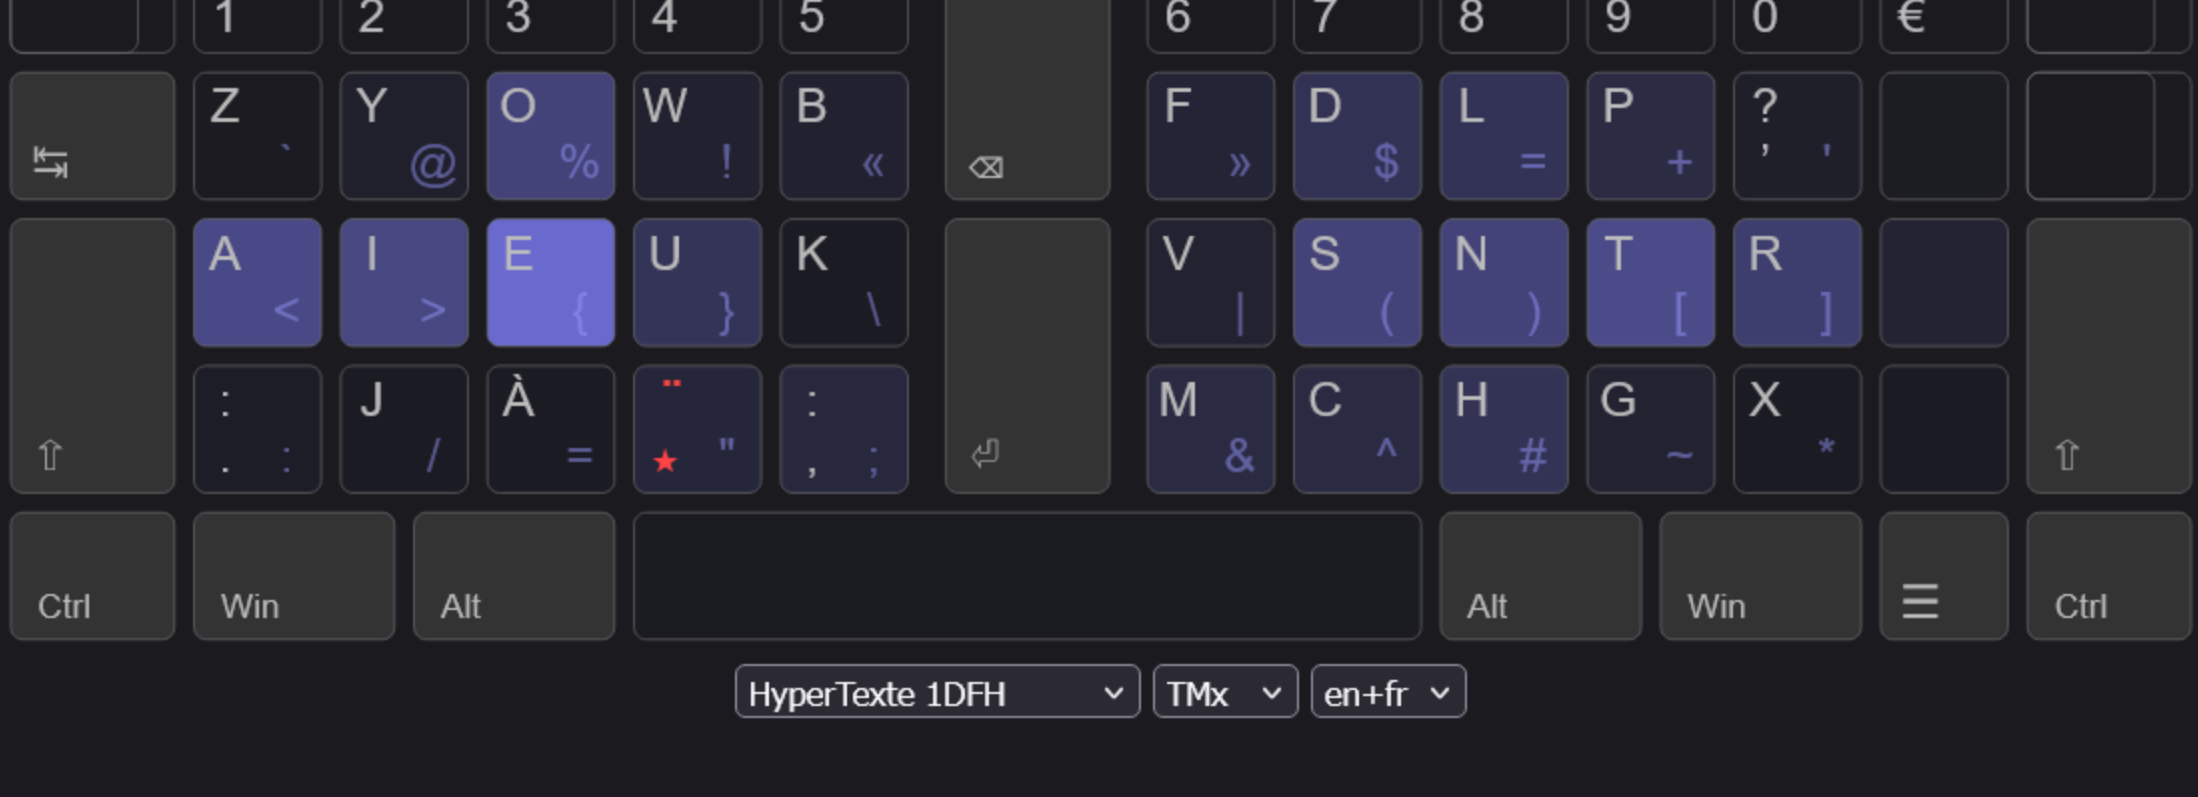 1 2 3 4 5 6 7 8 9 0 €
↹ Z ` Y @ O % W ! B « ⌫ F » D $ L = P + ? ’ '
A < I > E { U } K \ V | S ( N ) T [ R ]
⇧ : . : J / À = ¨ ★ " : , ; ⏎ M & C ^ H # G ~ X * ⇧
Ctrl Win Alt Alt Win ☰ Ctrl
HyperTexte 1DFH TMx en+fr